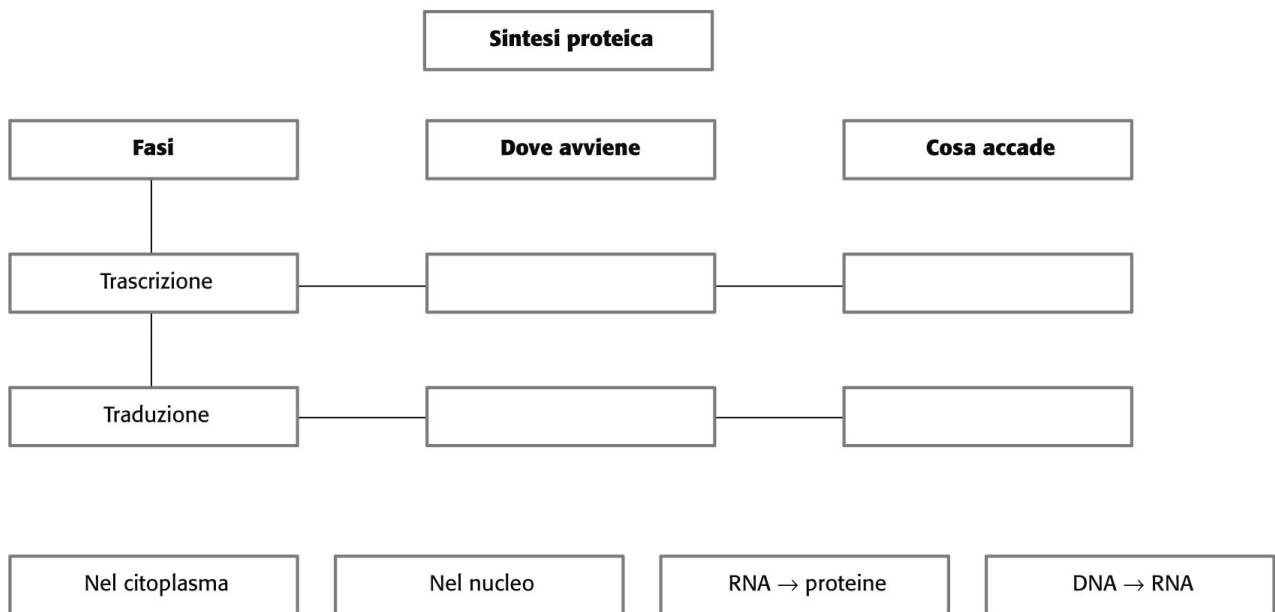 Sintesi proteica
Fasi
Dove avviene
Cosa accade
Trascrizione
Traduzione
Nel citoplasma
Nel nucleo
RNA → proteine
DNA → RNA